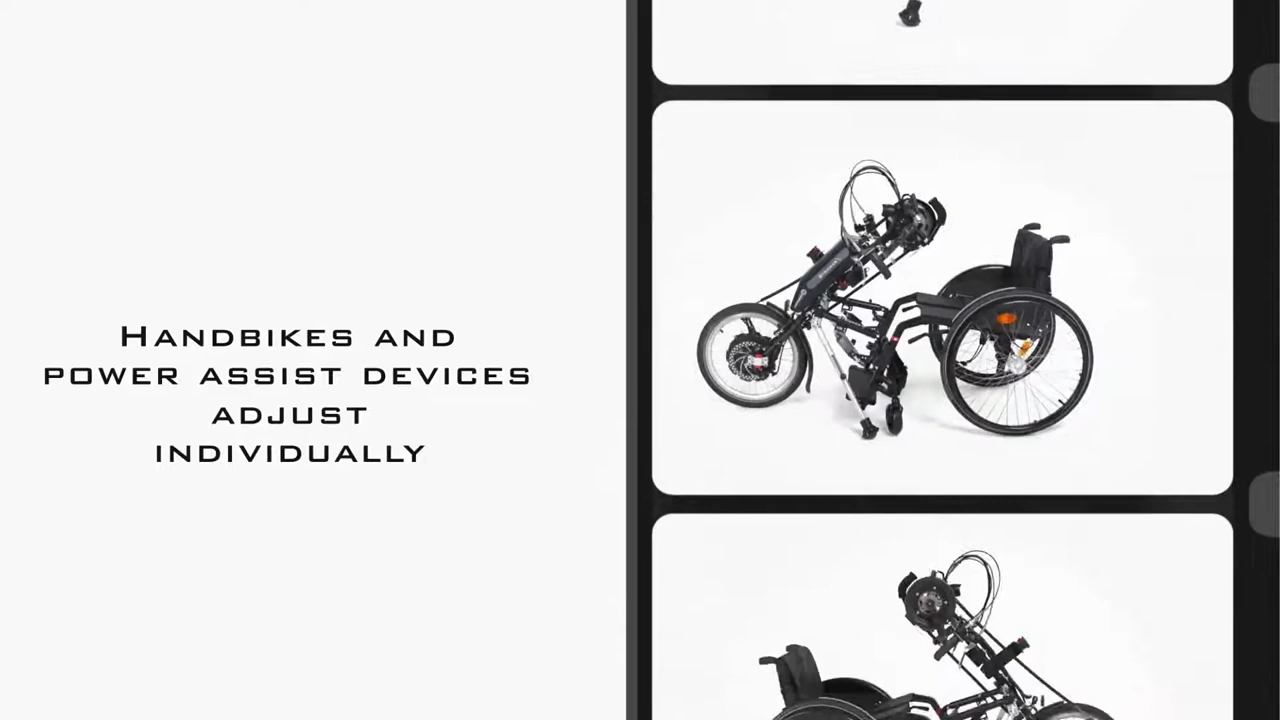 Handbikes and
power assist devices
adjust
individually